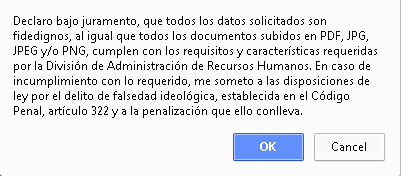 Declaro bajo juramento, que todos los datos solicitados son
fidedignos, al igual que todos los documentos subidos en PDF, JPG,
JPEG y/o PNG, cumplen con los requisitos y características requeridas
por la División de Administración de Recursos Humanos. En caso de
incumplimiento con lo requerido, me someto a las disposiciones de
ley por el delito de falsedad ideológica, establecida en el Código
Penal, artículo 322 y a la penalización que ello conlleva.
OK Cancel